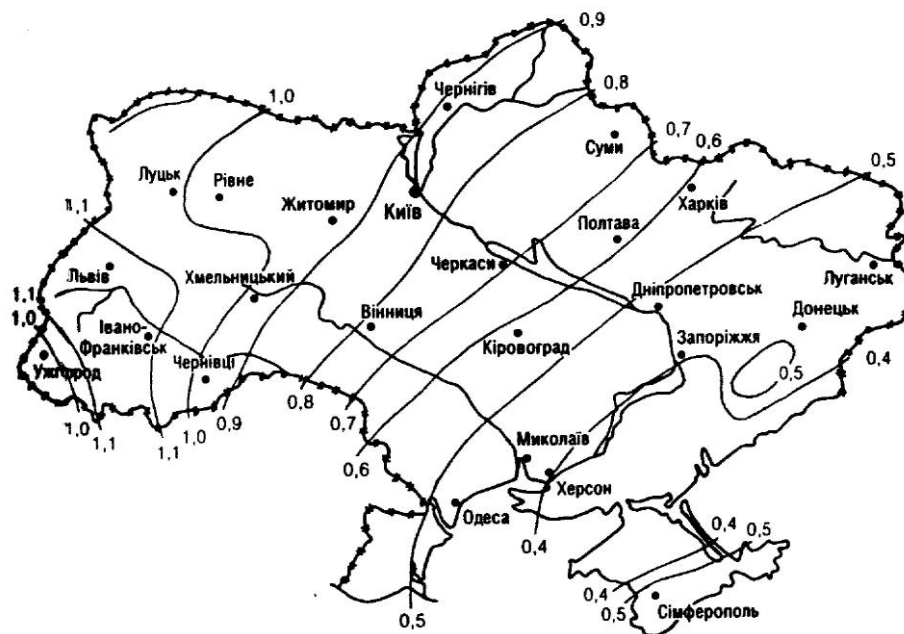 0,9
Чернігів
0,8
1,0
0,7
Суми
0,6
0,5
Луцьк
Рівне
Харків
Житомир
Київ
1,1
Полтава
Львів
Хмельницький
Черкаси
Луганськ
1,1
Дніпропетровськ
1,0
Івано-
Франківськ
Вінниця
Кіровоград
Донецьк
Запоріжжя
Ужгород
Чернівці
0,4
0,5
0,8
0,7
1,0
1,1
1,1
1,0
0,9
0,6
Миколаїв
Херсон
Одеса
0,4
0,4
0,5
0,4
0,5
0,5
Сімферополь